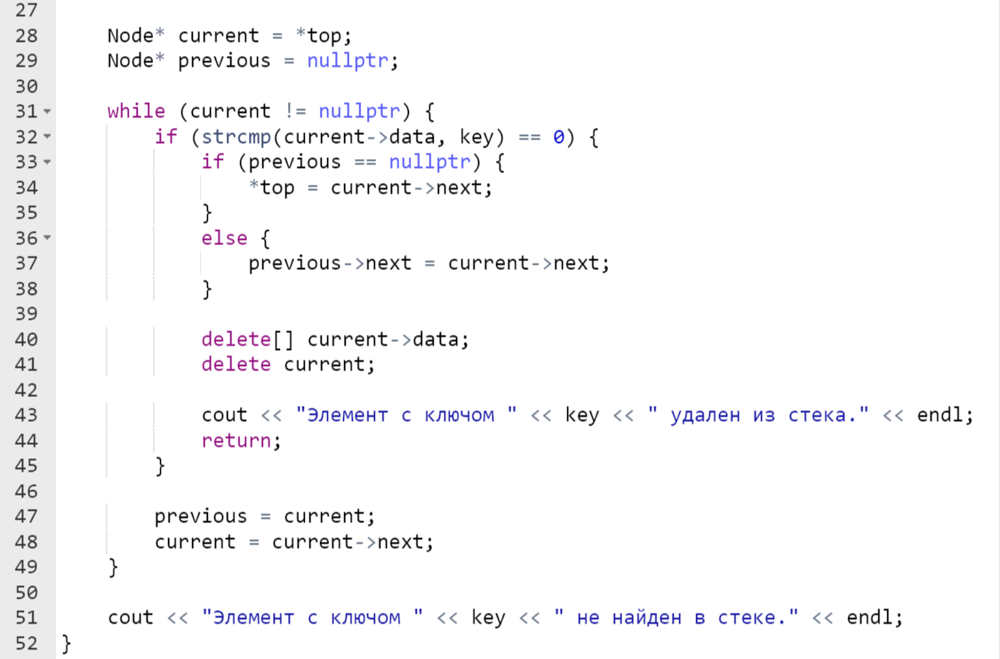 27
28 Node* current = *top;
29 Node* previous = nullptr;
30
31 while (current != nullptr) {
32 if (strcmp(current->data, key) == 0) {
33 if (previous == nullptr) {
34 *top = current->next;
35 }
36 else {
37 previous->next = current->next;
38 }
39
40 delete[] current->data;
41 delete current;
42
43 cout << "Элемент с ключом " << key << " удален из стека." << endl;
44 return;
45 }
46
47 previous = current;
48 current = current->next;
49 }
50
51 cout << "Элемент с ключом " << key << " не найден в стеке." << endl;
52 }